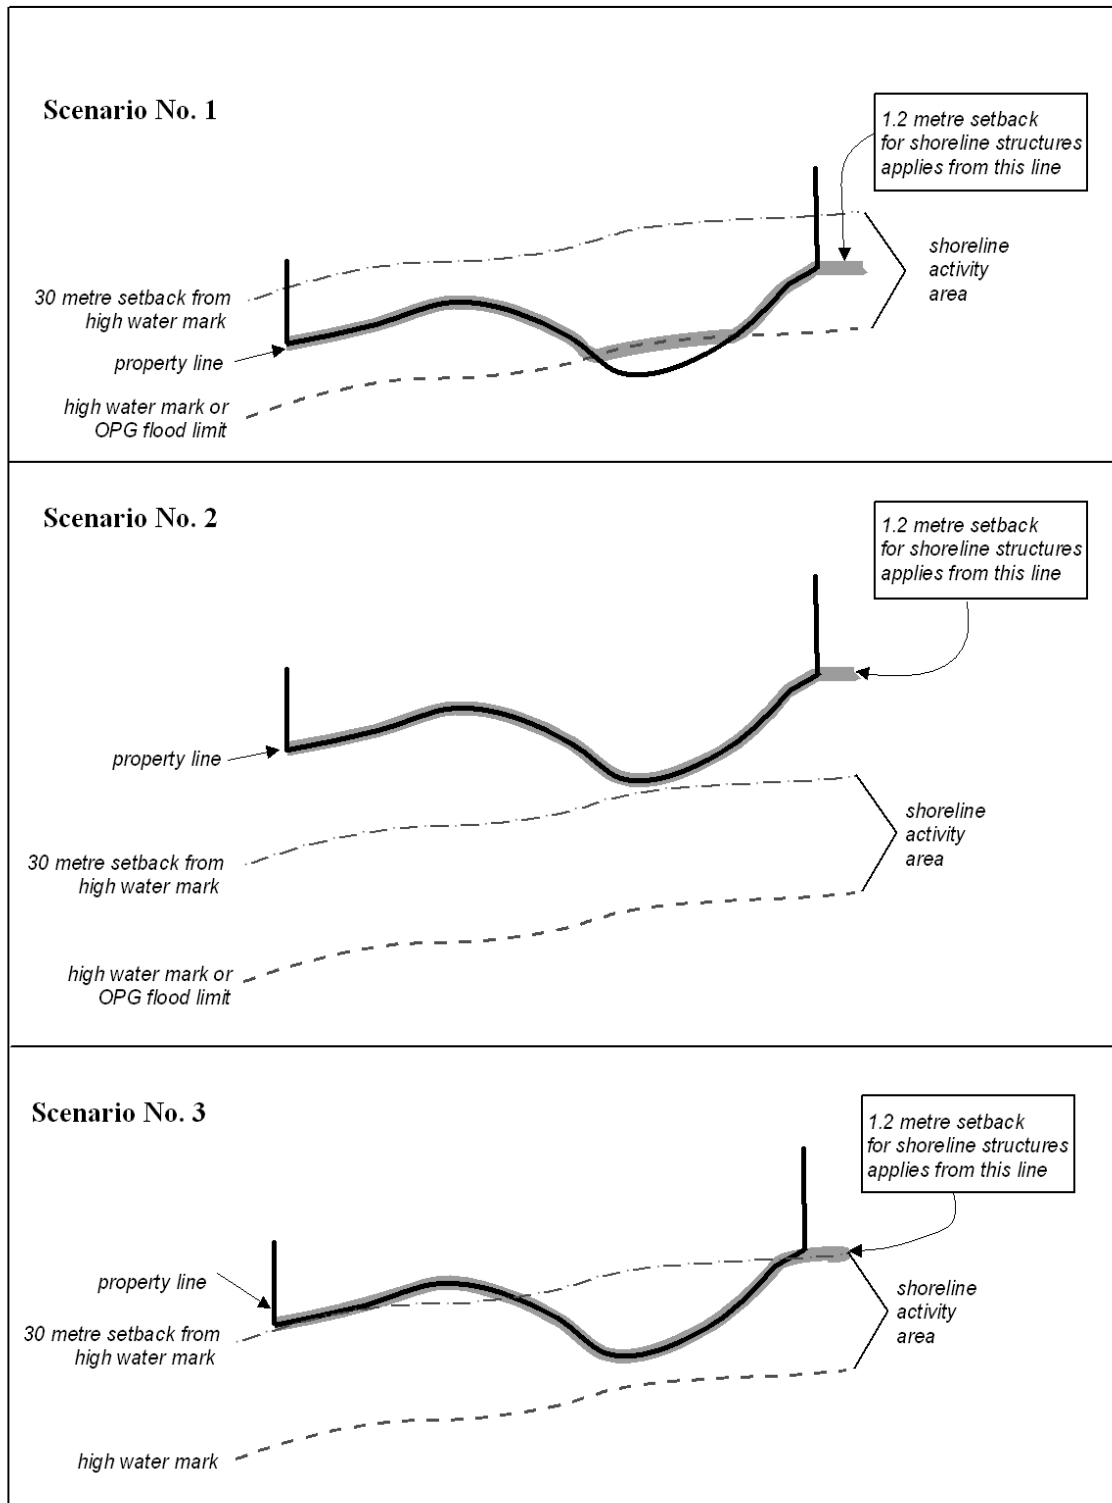 Scenario No. 1
1.2 metre setback
for shoreline structures
applies from this line
shoreline
activity
area
30 metre setback from
high water mark
property line
high water mark or
OPG flood limit
Scenario No. 2
1.2 metre setback
for shoreline structures
applies from this line
property line
shoreline
activity
area
30 metre setback from
high water mark
high water mark or
OPG flood limit
Scenario No. 3
1.2 metre setback
for shoreline structures
applies from this line
property line
shoreline
activity
area
30 metre setback from
high water mark
high water mark